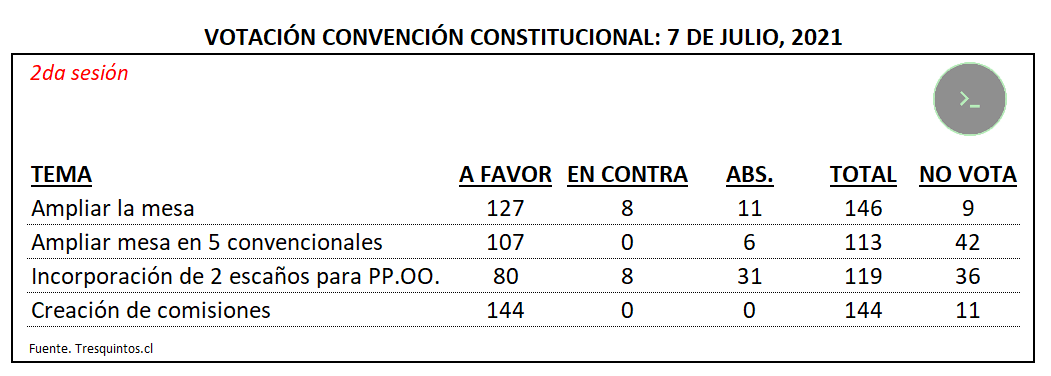 VOTACIÓN CONVENCIÓN CONSTITUCIONAL: 7 DE JULIO, 2021
2da sesión
>_
TEMA A FAVOR EN CONTRA ABS. TOTAL NO VOTA
Ampliar la mesa 127 8 11 146 9
Ampliar mesa en 5 convencionales 107 0 6 113 42
Incorporación de 2 escaños para PP.OO. 80 8 31 119 36
Creación de comisiones 144 0 0 144 11
Fuente. Tresquintos.cl